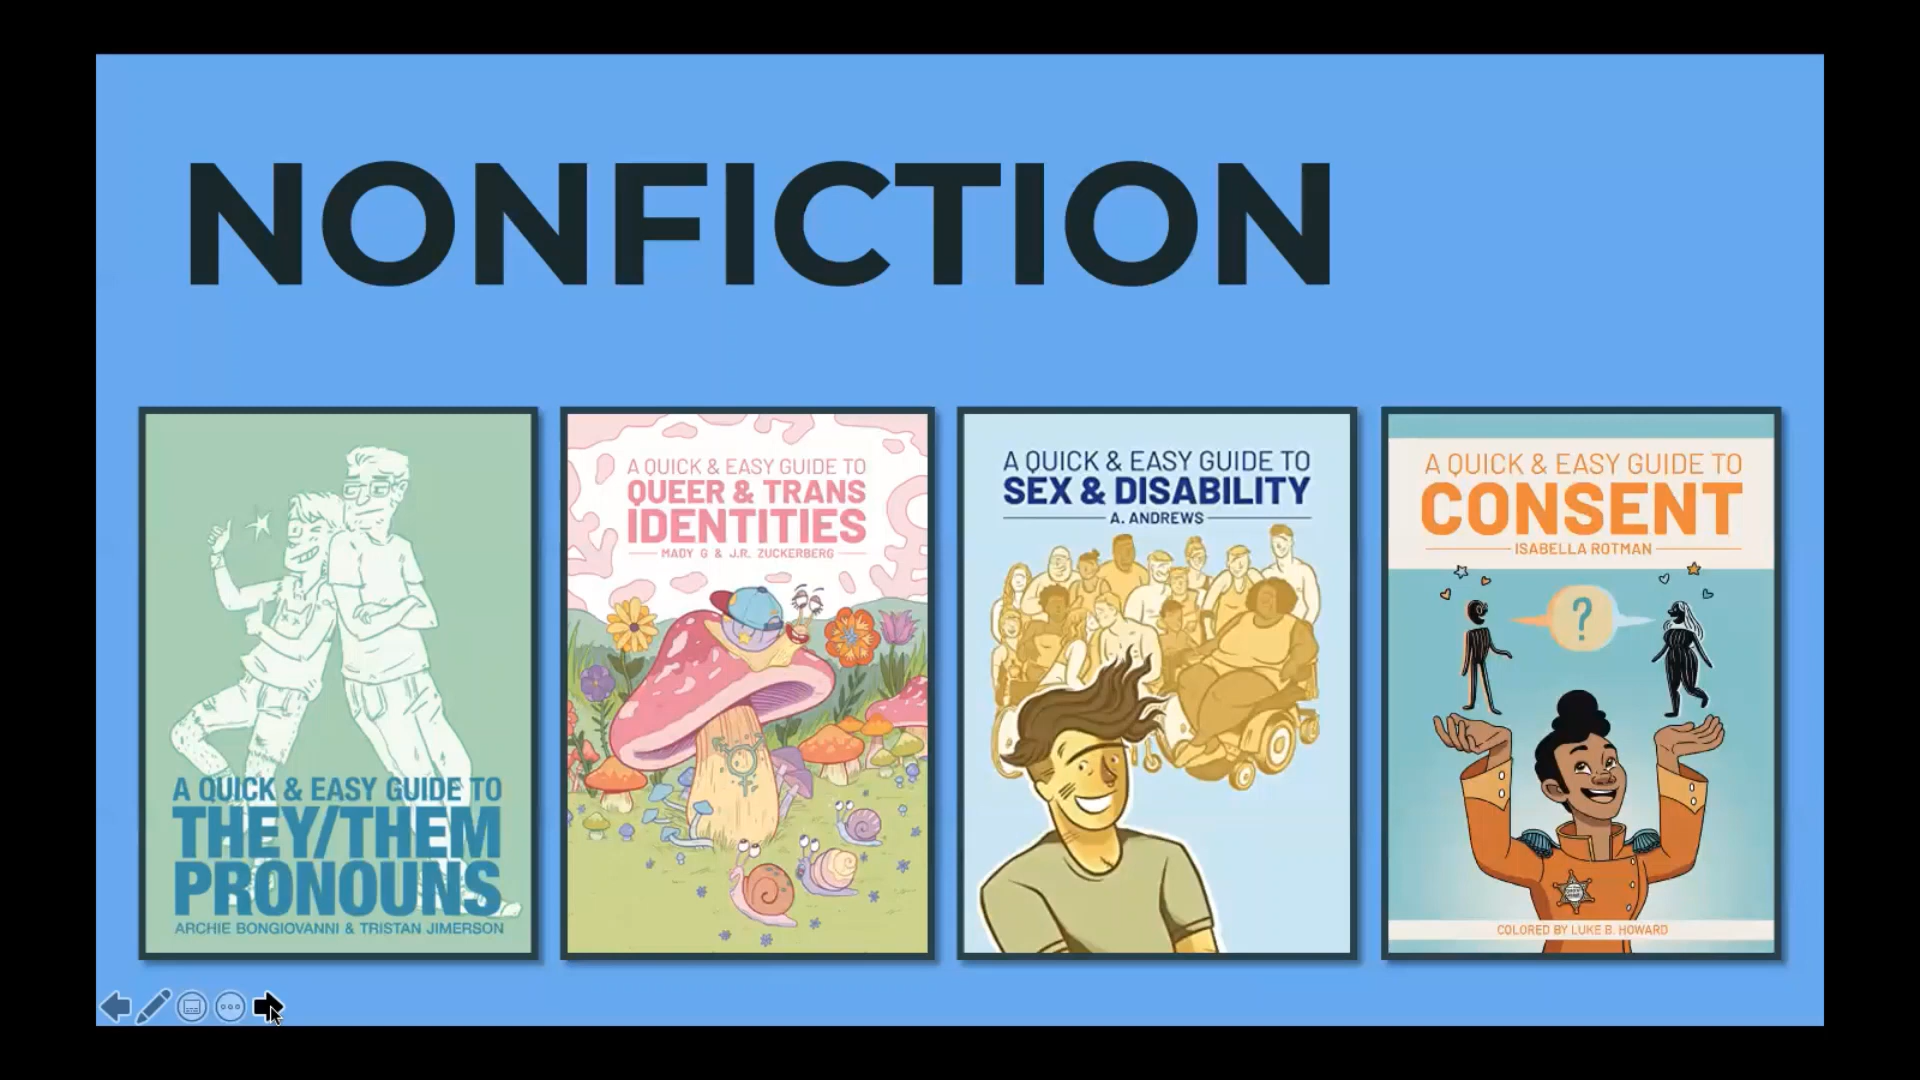 NONFICTION
A QUICK & EASY GUIDE TO
THEY/THEM
PRONOUNS
ARCHIE BONGIOVANNI & TRISTAN JIMERSON
A QUICK & EASY GUIDE TO
QUEER & TRANS
IDENTITIES
MADY G & J.R. ZUCKERBERG
A QUICK & EASY GUIDE TO
SEX & DISABILITY
A. ANDREWS
A QUICK & EASY GUIDE TO
CONSENT
ISABELLA ROTMAN
?
COLORED BY LUKE B. HOWARD